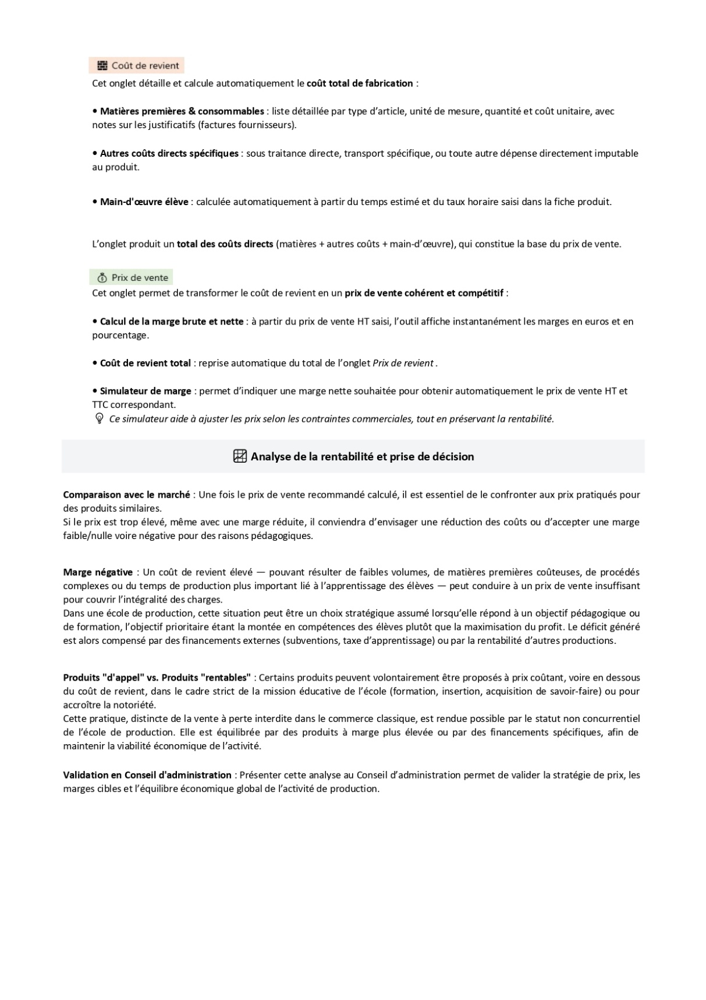 Coût de revient
Cet onglet détaille et calcule automatiquement le coût total de fabrication :
• Matières premières & consommables : liste détaillée par type d’article, unité de mesure, quantité et coût unitaire, avec
notes sur les justificatifs (factures fournisseurs).
• Autres coûts directs spécifiques : sous traitance directe, transport spécifique, ou toute autre dépense directement imputable
au produit.
• Main-d'œuvre élève : calculée automatiquement à partir du temps estimé et du taux horaire saisi dans la fiche produit.
L’onglet produit un total des coûts directs (matières + autres coûts + main-d’œuvre), qui constitue la base du prix de vente.
Prix de vente
Cet onglet permet de transformer le coût de revient en un prix de vente cohérent et compétitif :
• Calcul de la marge brute et nette : à partir du prix de vente HT saisi, l’outil affiche instantanément les marges en euros et en
pourcentage.
• Coût de revient total : reprise automatique du total de l’onglet Prix de revient .
• Simulateur de marge : permet d’indiquer une marge nette souhaitée pour obtenir automatiquement le prix de vente HT et
TTC correspondant.
Ce simulateur aide à ajuster les prix selon les contraintes commerciales, tout en préservant la rentabilité.
Analyse de la rentabilité et prise de décision
Comparaison avec le marché : Une fois le prix de vente recommandé calculé, il est essentiel de le confronter aux prix pratiqués pour
des produits similaires.
Si le prix est trop élevé, même avec une marge réduite, il conviendra d’envisager une réduction des coûts ou d’accepter une marge
faible/nulle voire négative pour des raisons pédagogiques.
Marge négative : Un coût de revient élevé — pouvant résulter de faibles volumes, de matières premières coûteuses, de procédés
complexes ou du temps de production plus important lié à l’apprentissage des élèves — peut conduire à un prix de vente insuffisant
pour couvrir l’intégralité des charges.
Dans une école de production, cette situation peut être un choix stratégique assumé lorsqu’elle répond à un objectif pédagogique ou
de formation, l’objectif prioritaire étant la montée en compétences des élèves plutôt que la maximisation du profit. Le déficit généré
est alors compensé par des financements externes (subventions, taxe d’apprentissage) ou par la rentabilité d’autres productions.
Produits "d'appel" vs. Produits "rentables" : Certains produits peuvent volontairement être proposés à prix coûtant, voire en dessous
du coût de revient, dans le cadre strict de la mission éducative de l’école (formation, insertion, acquisition de savoir-faire) ou pour
accroître la notoriété.
Cette pratique, distincte de la vente à perte interdite dans le commerce classique, est rendue possible par le statut non concurrentiel
de l’école de production. Elle est équilibrée par des produits à marge plus élevée ou par des financements spécifiques, afin de
maintenir la viabilité économique de l’activité.
Validation en Conseil d'administration : Présenter cette analyse au Conseil d’administration permet de valider la stratégie de prix, les
marges cibles et l’équilibre économique global de l’activité de production.